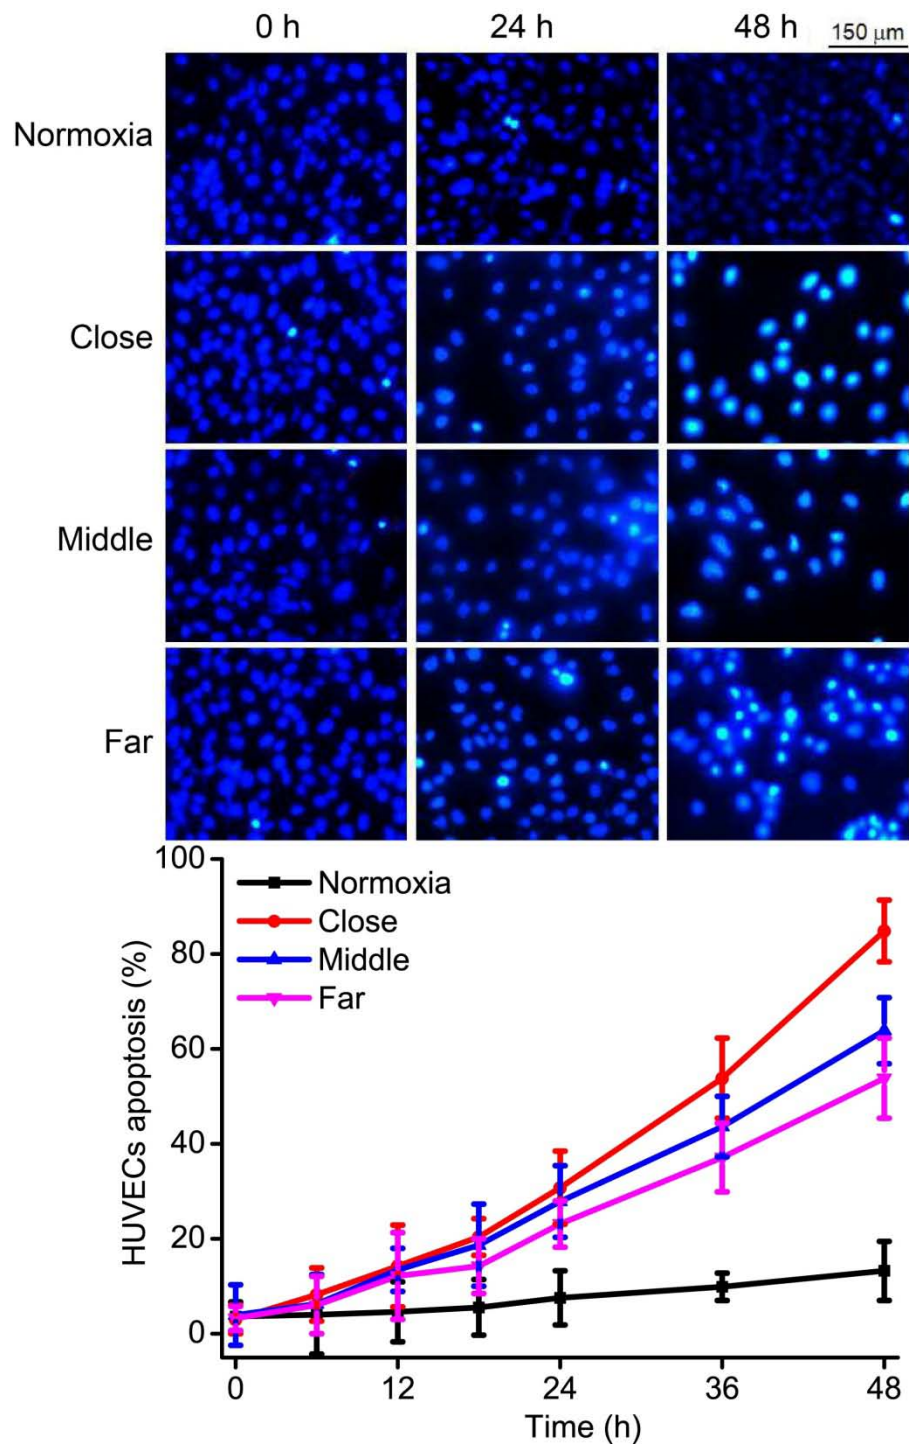 0 h 24 h 48 h 150 μm
Normoxia
Close
Middle
Far
100
80
60
40
20
0
HUVECs apoptosis (%)
Normoxia
Close
Middle
Far
0 12 24 36 48
Time (h)